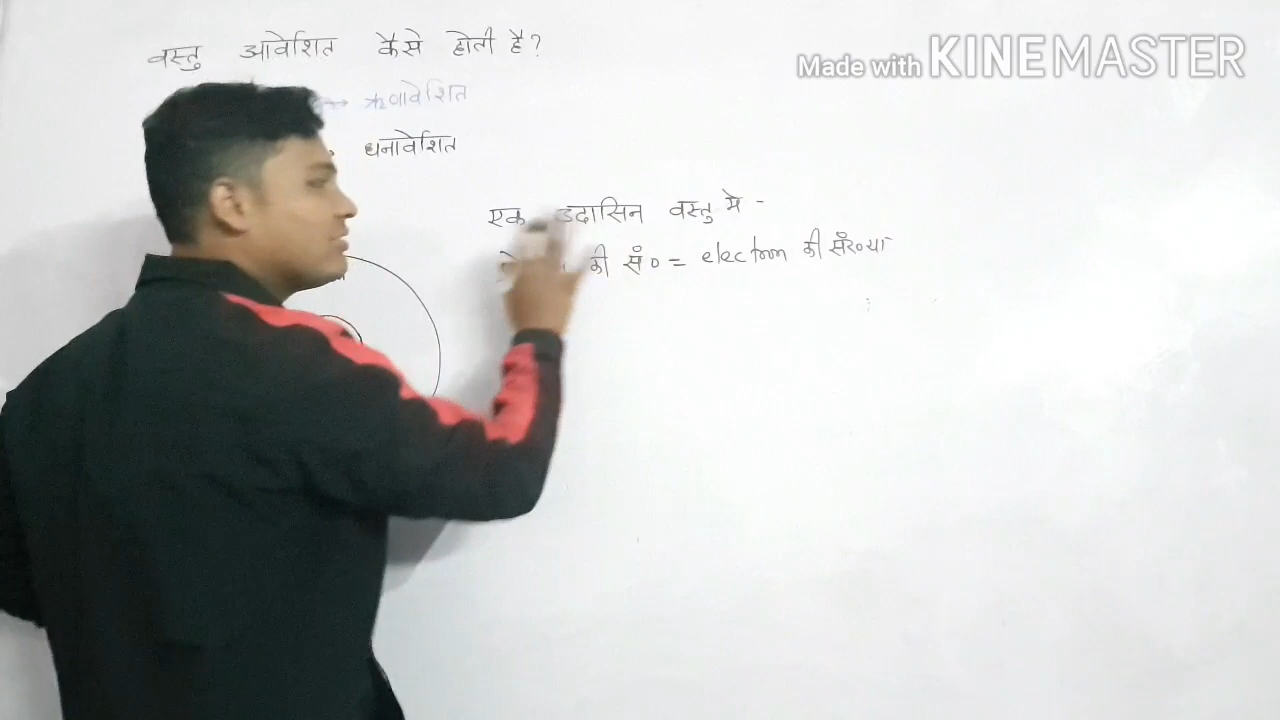 वस्तु आवेशित कैसे होती है?
Made with KINEMASTER
→ ऋणावेशित
धनावेशित
एक उदासिन वस्तु मे -
की सं० = electron की संख्या